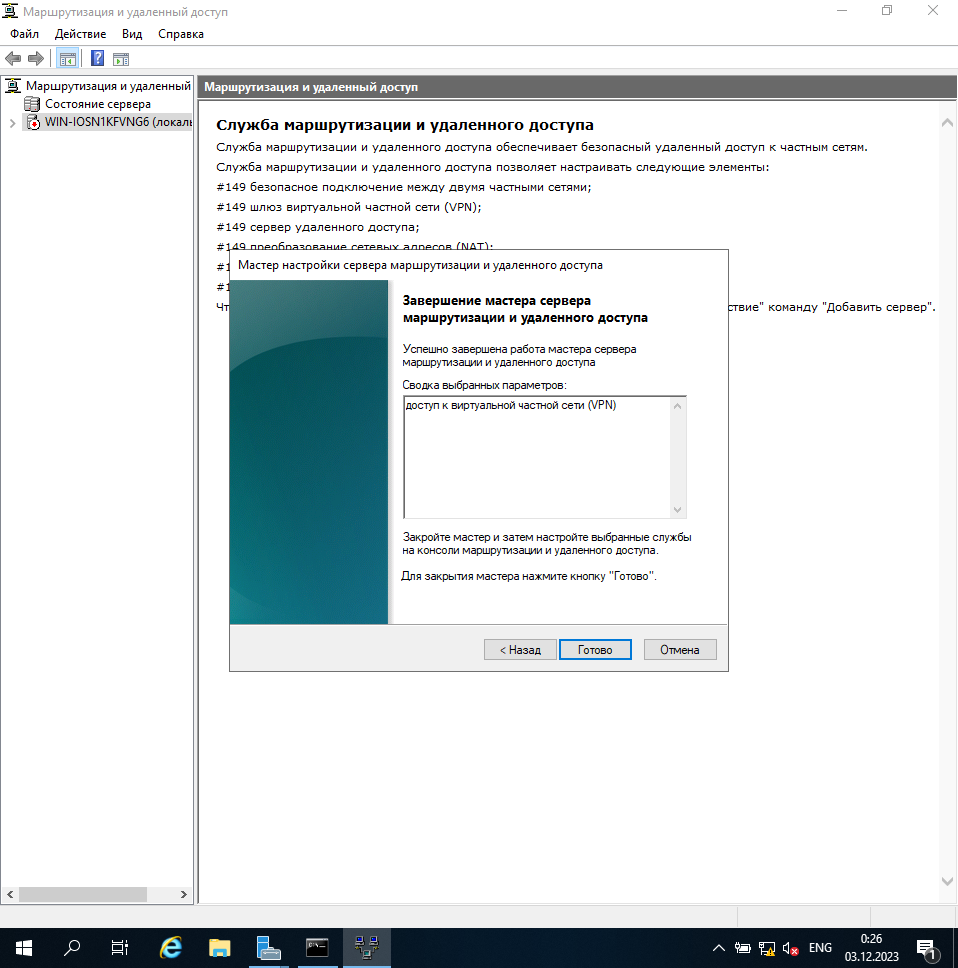 Маршрутизация и удаленный доступ
Файл Действие Вид Справка
Маршрутизация и удаленный
Состояние сервера
WIN-IOSN1KFVNG6 (локаль
Маршрутизация и удаленный доступ
Служба маршрутизации и удаленного доступа
Служба маршрутизации и удаленного доступа обеспечивает безопасный удаленный доступ к частным сетям.
Служба маршрутизации и удаленного доступа позволяет настраивать следующие элементы:
#149 безопасное подключение между двумя частными сетями;
#149 шлюз виртуальной частной сети (VPN);
#149 сервер удаленного доступа;
#149 преобразование сетевых адресов (NAT);
#1
#1
Чт
ствие" команду "Добавить сервер".
Мастер настройки сервера маршрутизации и удаленного доступа
Завершение мастера сервера
маршрутизации и удаленного доступа
Успешно завершена работа мастера сервера
маршрутизации и удаленного доступа
Сводка выбранных параметров:
доступ к виртуальной частной сети (VPN)
Закройте мастер и затем настройте выбранные службы
на консоли маршрутизации и удаленного доступа.
Для закрытия мастера нажмите кнопку "Готово".
< Назад Готово Отмена
ENG
0:26
03.12.2023
1